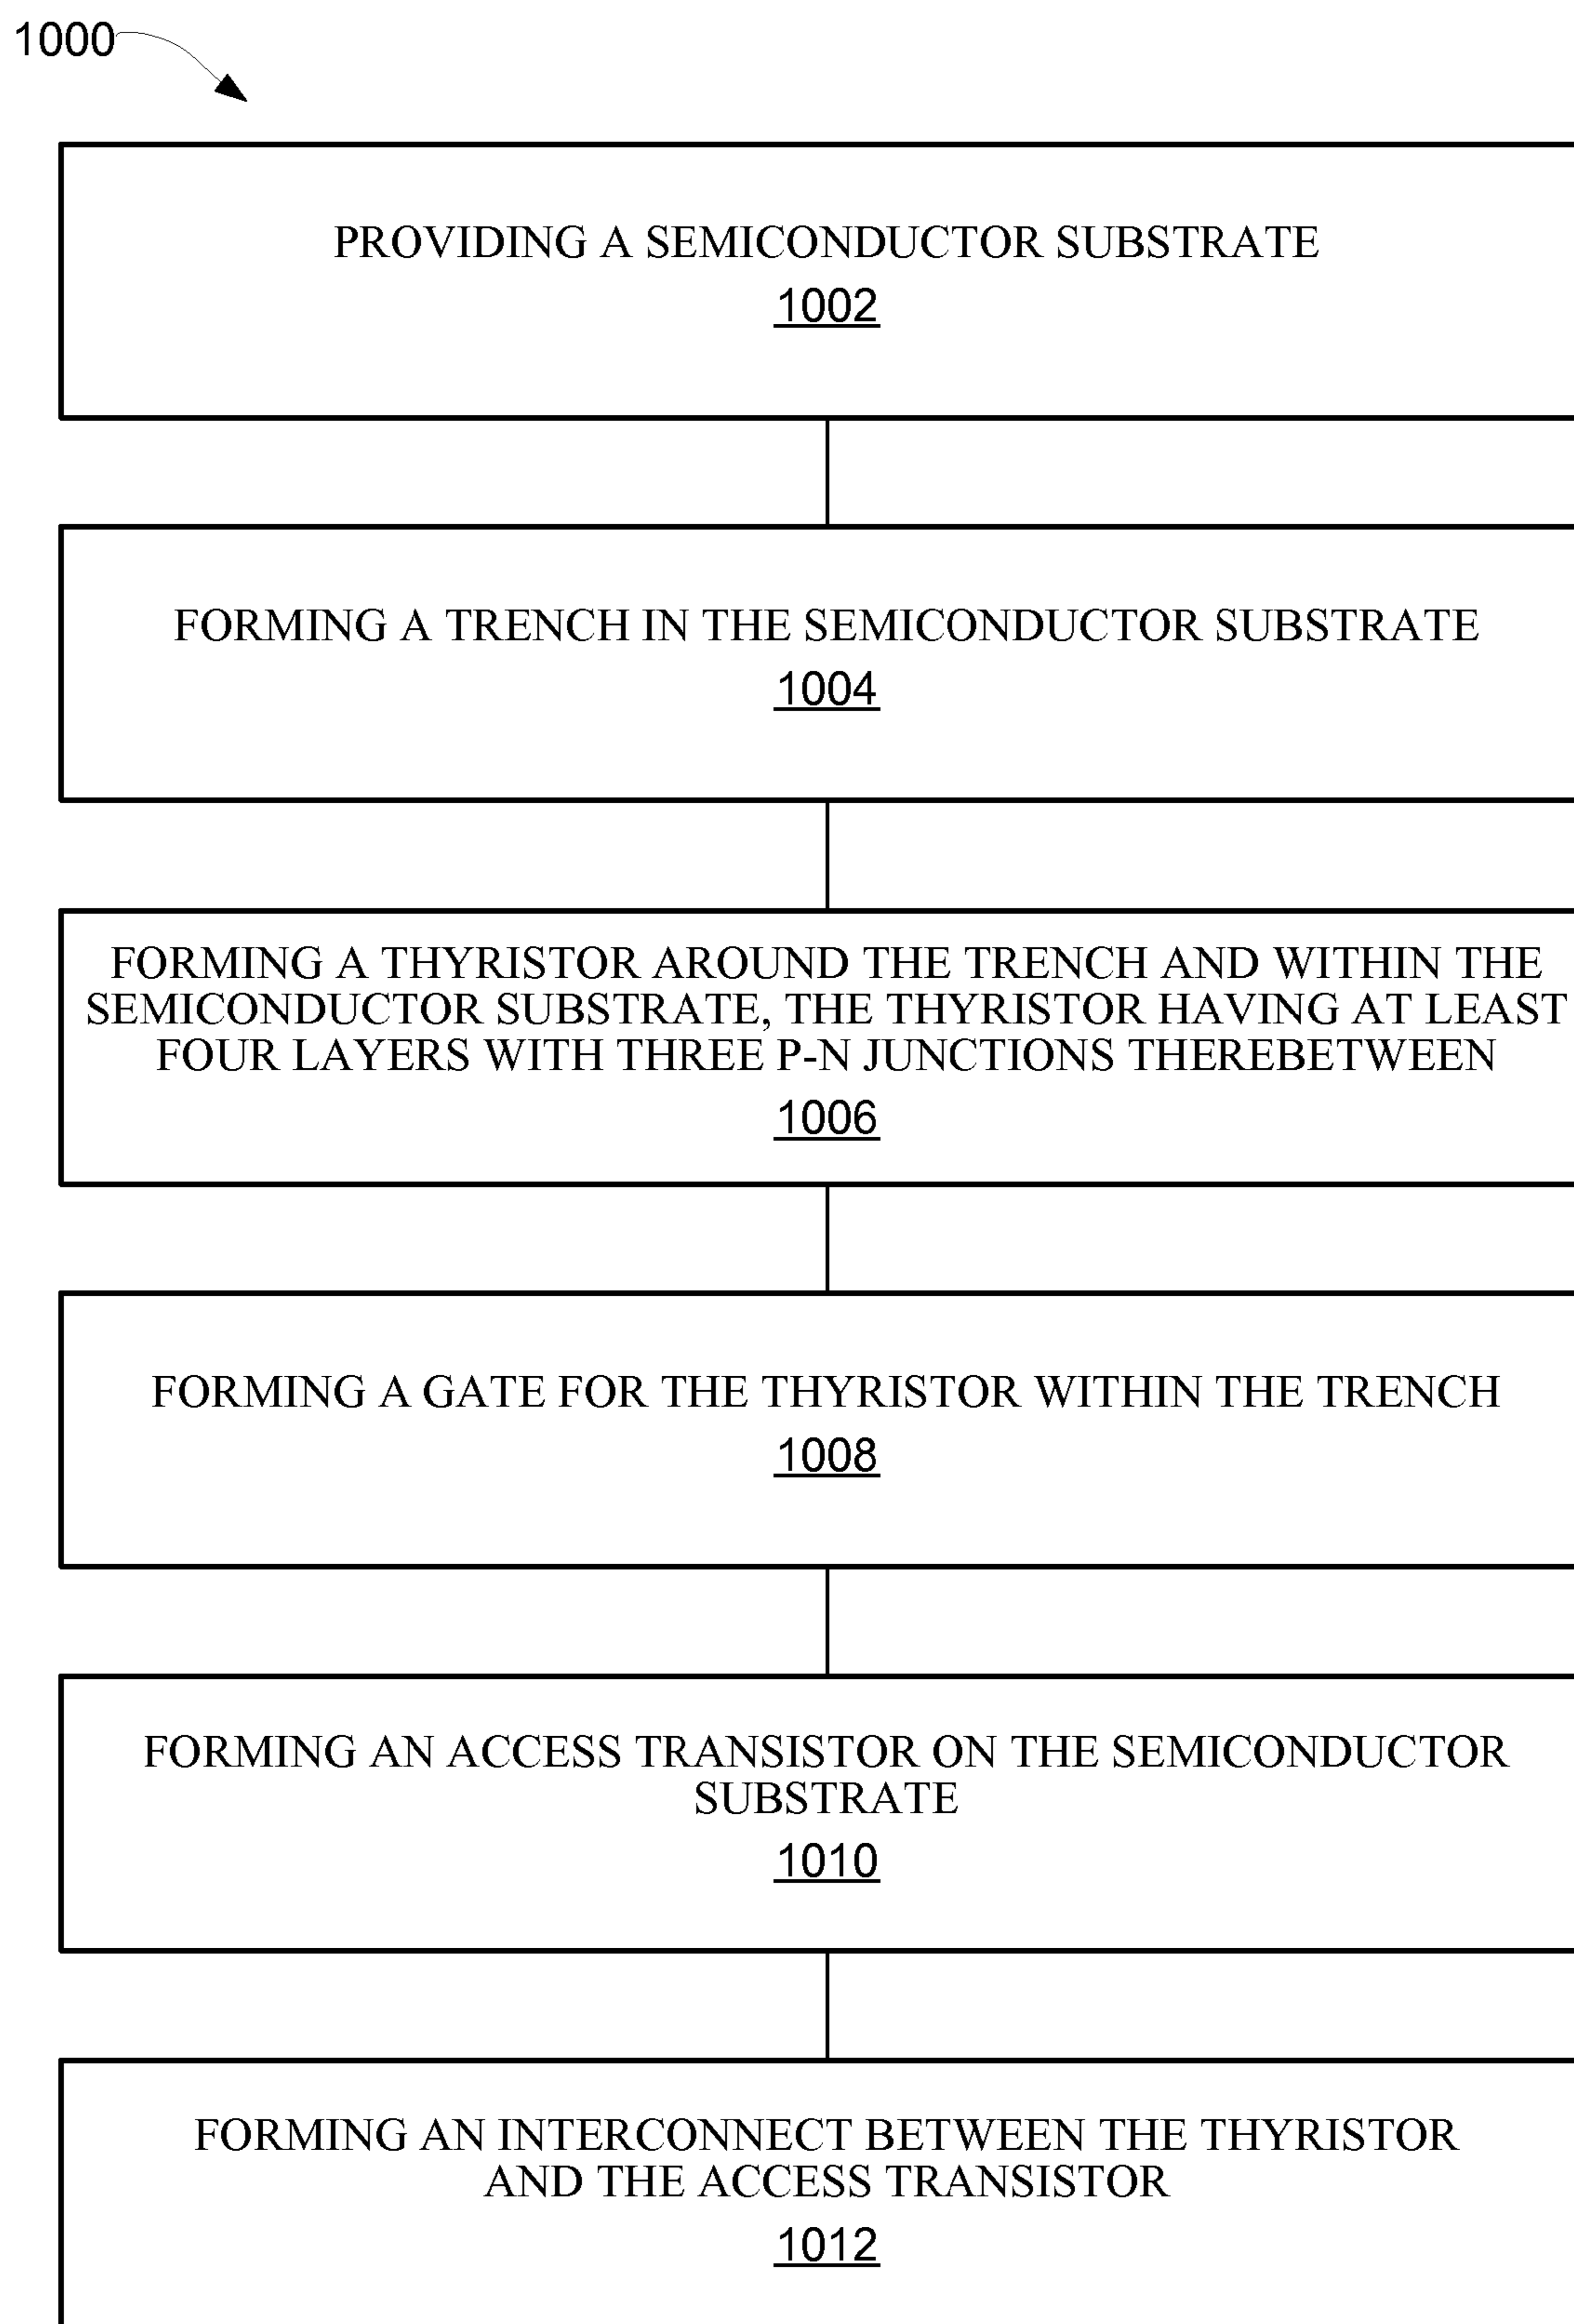 1000
PROVIDING A SEMICONDUCTOR SUBSTRATE
1002
FORMING A TRENCH IN THE SEMICONDUCTOR SUBSTRATE
1004
FORMING A THYRISTOR AROUND THE TRENCH AND WITHIN THE
SEMICONDUCTOR SUBSTRATE, THE THYRISTOR HAVING AT LEAST
FOUR LAYERS WITH THREE P-N JUNCTIONS THEREBETWEEN
1006
FORMING A GATE FOR THE THYRISTOR WITHIN THE TRENCH
1008
FORMING AN ACCESS TRANSISTOR ON THE SEMICONDUCTOR
SUBSTRATE
1010
FORMING AN INTERCONNECT BETWEEN THE THYRISTOR
AND THE ACCESS TRANSISTOR
1012